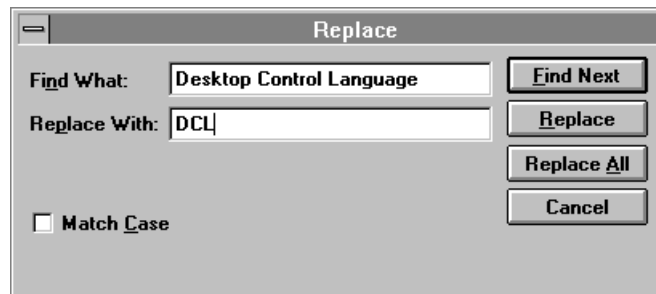 Replace
Find What: Desktop Control Language
Find Next
Replace With: DCL
Replace
Replace All
Match Case
Cancel